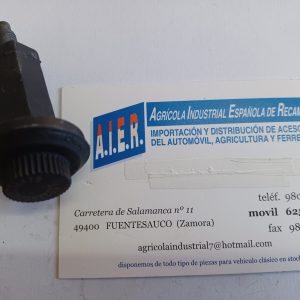 A.I.E.R.
AGRÍCOLA INDUSTRIAL ESPAÑOLA DE RECAM
IMPORTACIÓN Y DISTRIBUCIÓN DE ACESO
DEL AUTOMÓVIL, AGRICULTURA Y FERRE
teléf. 980
Carretera de Salamanca nº 11
movil 625
49400 FUENTESAUCO (Zamora)
fax 98
agricolaindustrial7@hotmail.com
disponemos de todo tipo de piezas para vehículo clásico en stock